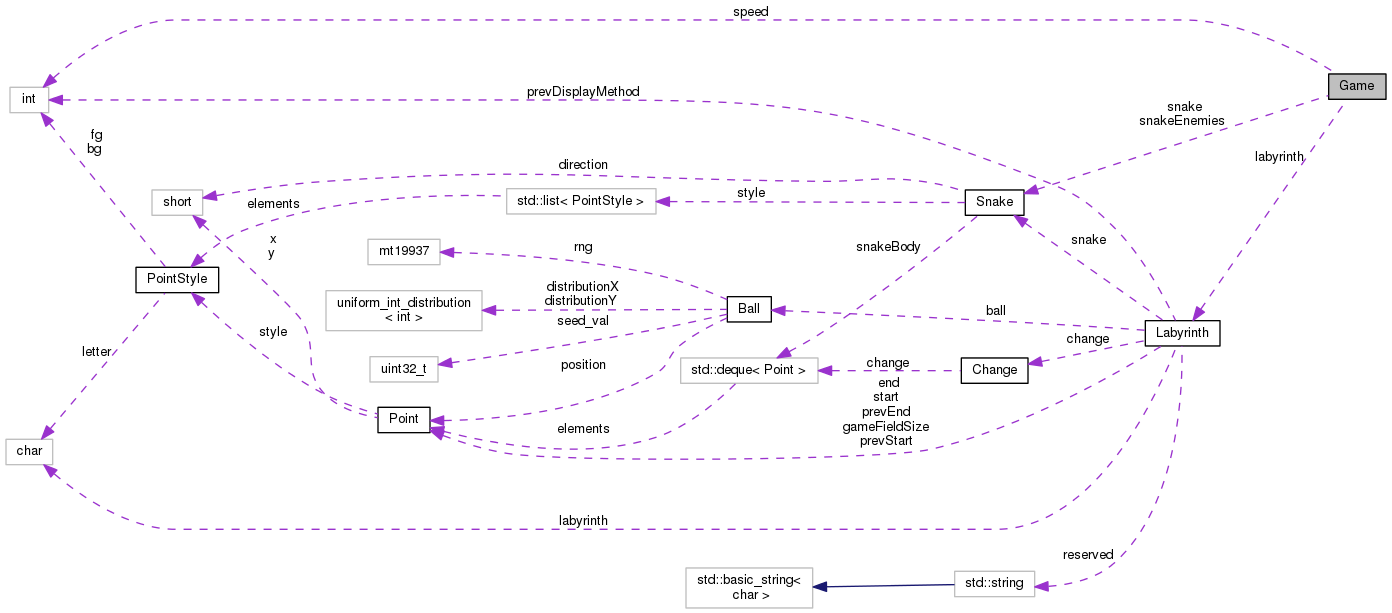 speed
Game
int
prevDisplayMethod
snake
snakeEnemies
fg
bg
labyrinth
direction
short
elements
std::list< PointStyle >
style
Snake
x
y
mt19937
rng
snakeBody
snake
PointStyle
uniform_int_distribution
< int >
distributionX
distributionY
Ball
ball
seed_val
Labyrinth
style
letter
uint32_t
position
std::deque< Point >
change
Change
change
end
start
prevEnd
gameFieldSize
prevStart
Point
elements
char
labyrinth
reserved
std::basic_string<
char >
std::string